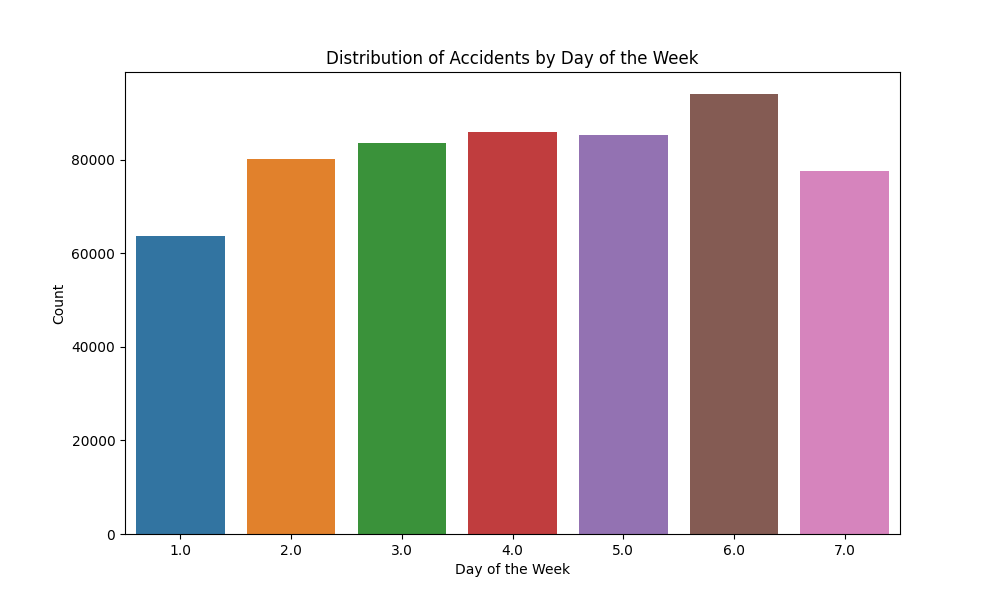 Distribution of Accidents by Day of the Week
Count
80000
60000
40000
20000
0
1.0 2.0 3.0 4.0 5.0 6.0 7.0
Day of the Week